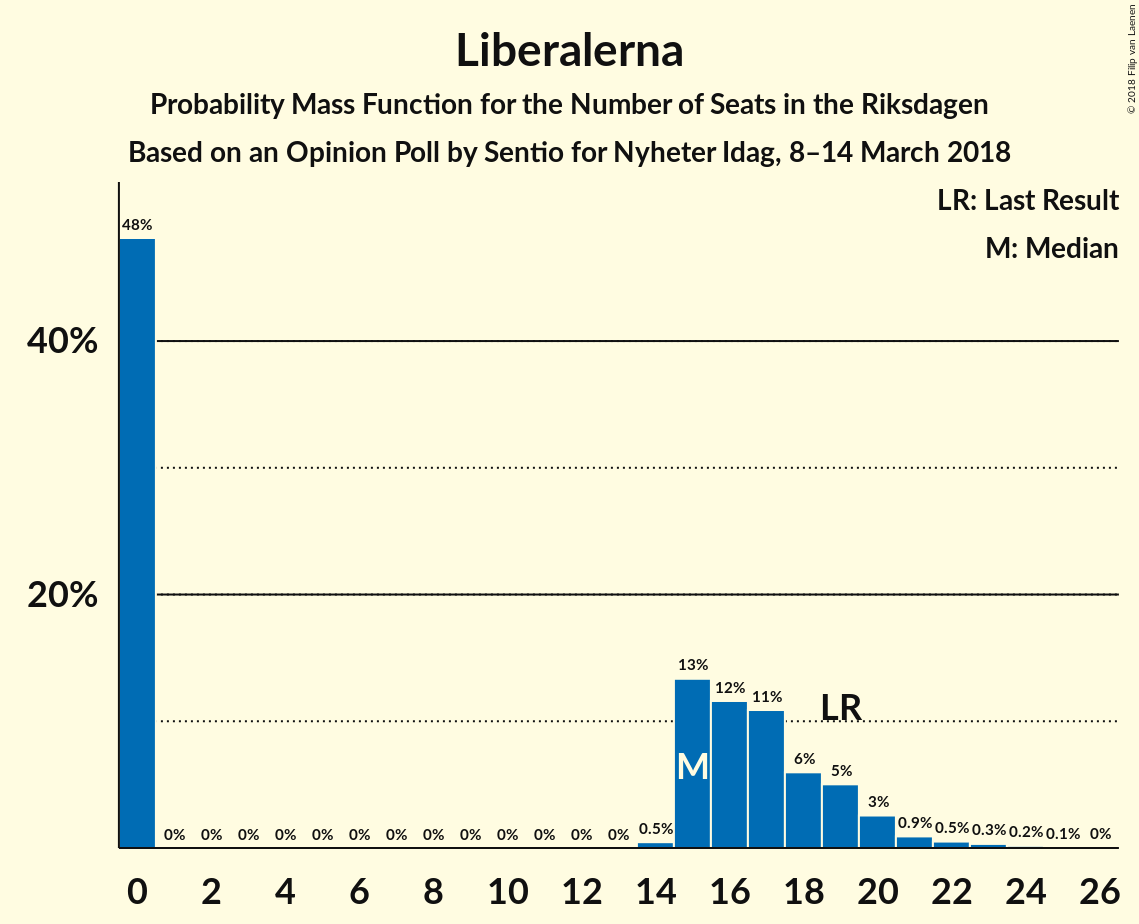 © 2018 Filip van Laenen
Liberalerna
Probability Mass Function for the Number of Seats in the Riksdagen
Based on an Opinion Poll by Sentio for Nyheter Idag, 8–14 March 2018
LR: Last Result
M: Median
48%
40%
20%
13%
12%
11%
LR
M
6%
5%
3%
0% 0% 0% 0% 0% 0% 0% 0% 0% 0% 0% 0% 0% 0.5% 0.9% 0.5% 0.3% 0.2% 0.1% 0%
0 2 4 6 8 10 12 14 16 18 20 22 24 26